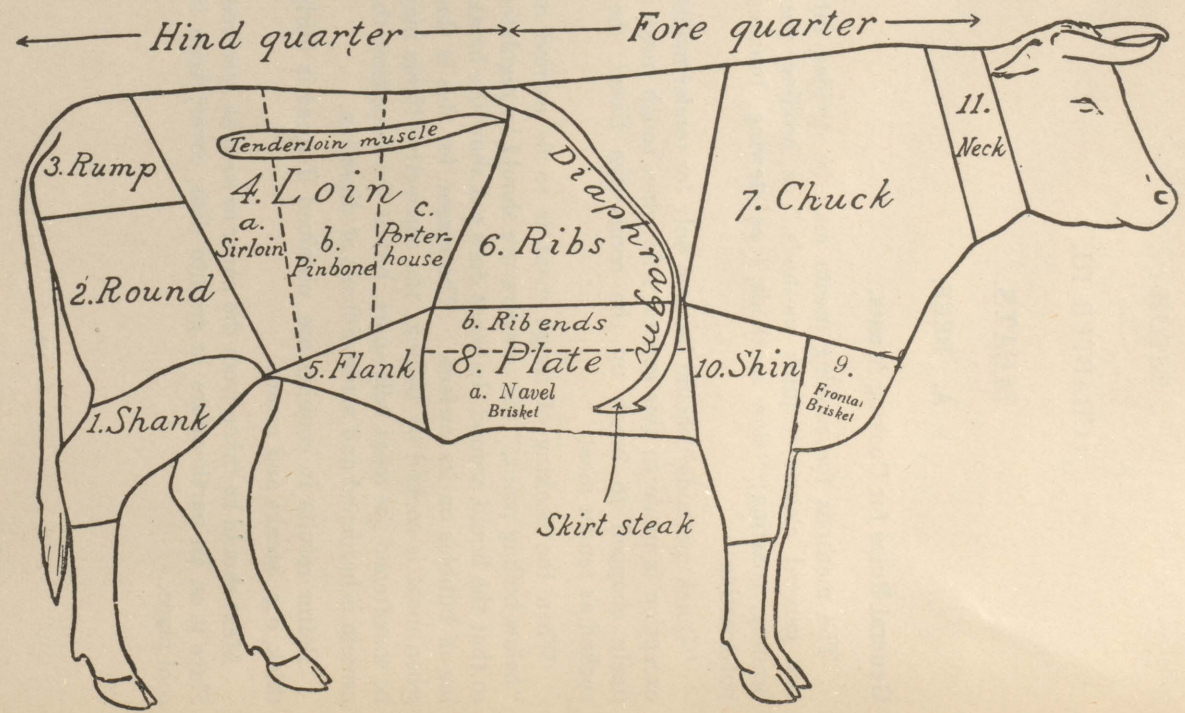 Hind quarter
Fore quarter
11.
Neck
Tenderloin muscle
3. Rump
4. Loin
a.
Sirloin
b.
Pinbone
c.
Porter-
house
Diaphragm
7. Chuck
6. Ribs
2. Round
b. Rib ends
5. Flank
8. Plate
a. Navel
Brisket
10. Shin
9.
Frontal
Brisket
1. Shank
Skirt steak